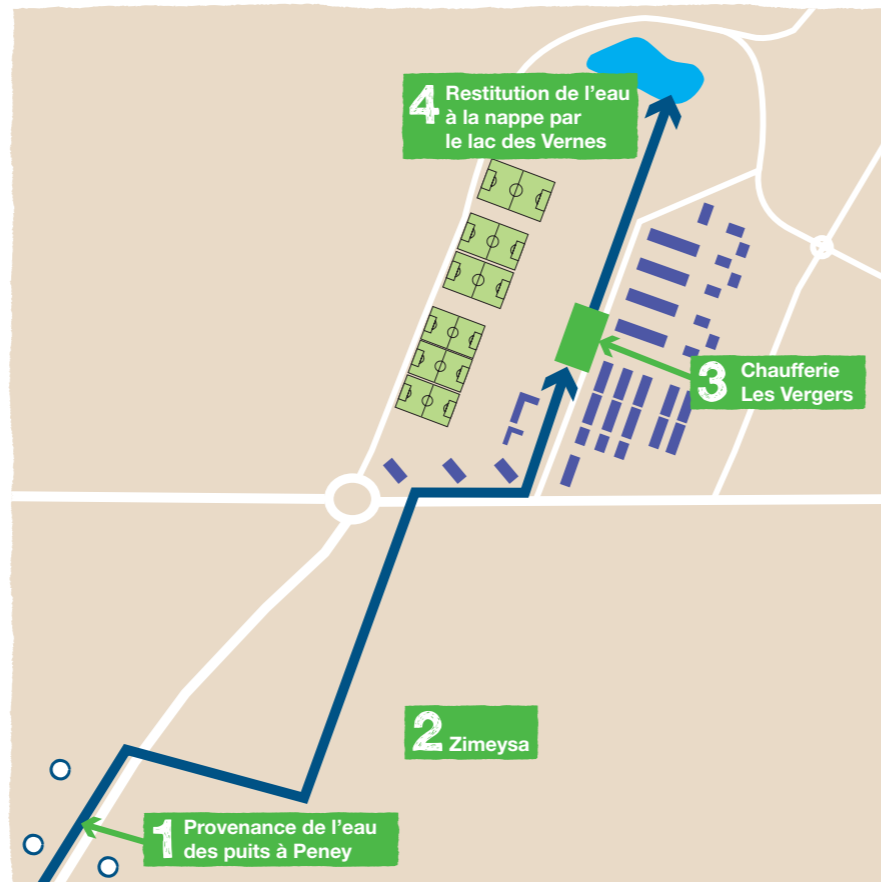 4 Restitution de l’eau
à la nappe par
le lac des Vernes
3 Chaufferie
Les Vergers
2 Zimeysa
1 Provenance de l’eau
des puits à Peney